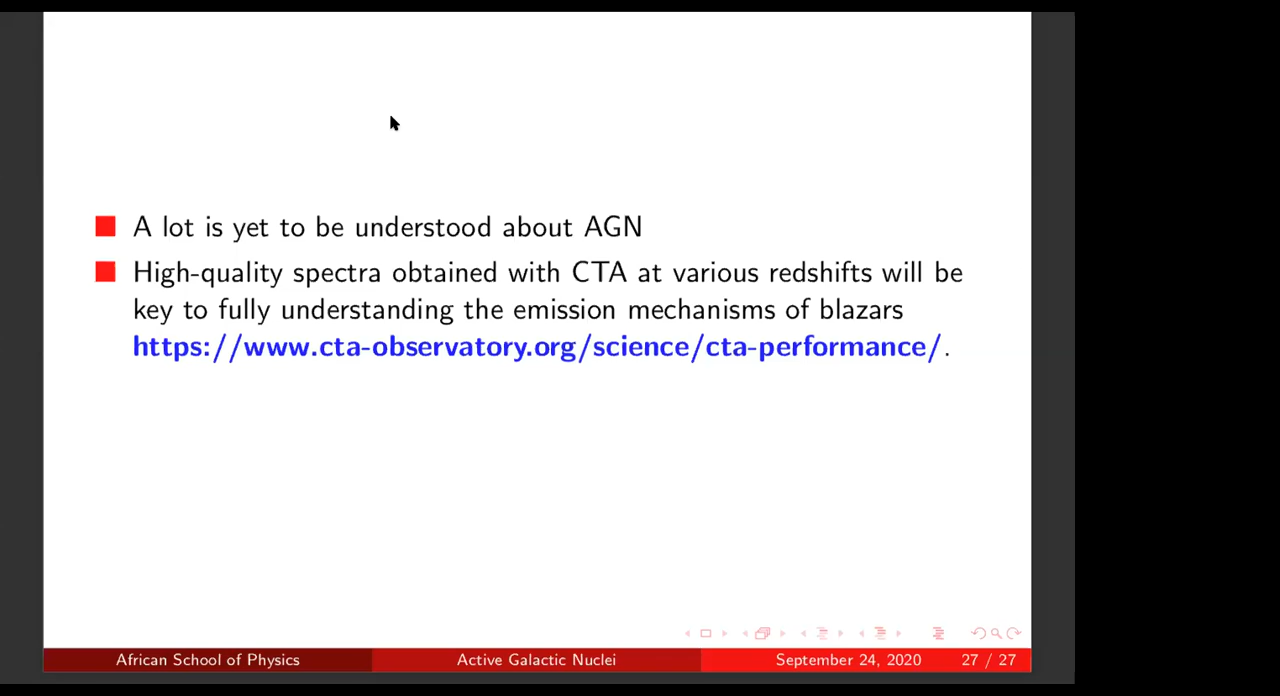 A lot is yet to be understood about AGN
High-quality spectra obtained with CTA at various redshifts will be
key to fully understanding the emission mechanisms of blazars
https://www.cta-observatory.org/science/cta-performance/.
African School of Physics Active Galactic Nuclei September 24, 2020 27 / 27